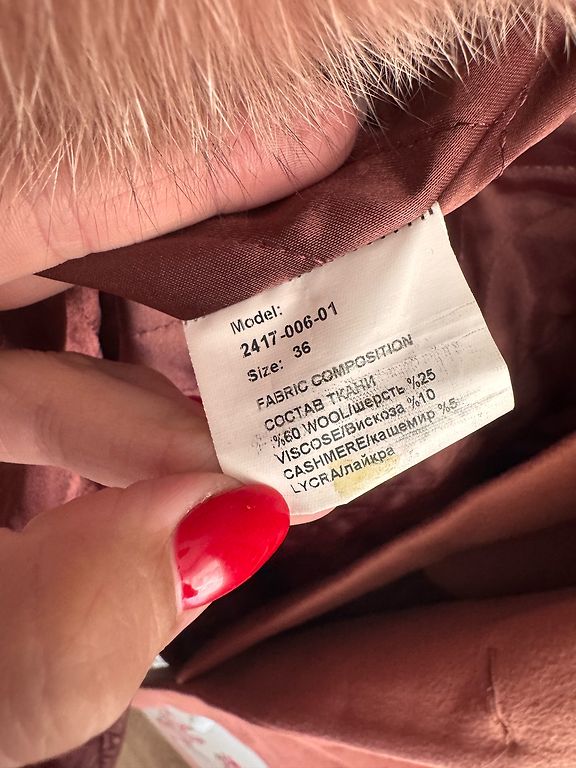 Model:
2417-006-01
Size: 36
FABRIC COMPOSITION
СОСТАВ ТКАНИ
%60 WOOL/шерсть %25
VISCOSE/вискоза %10
CASHMERE/кашемир %5
LYCRA/лайкра